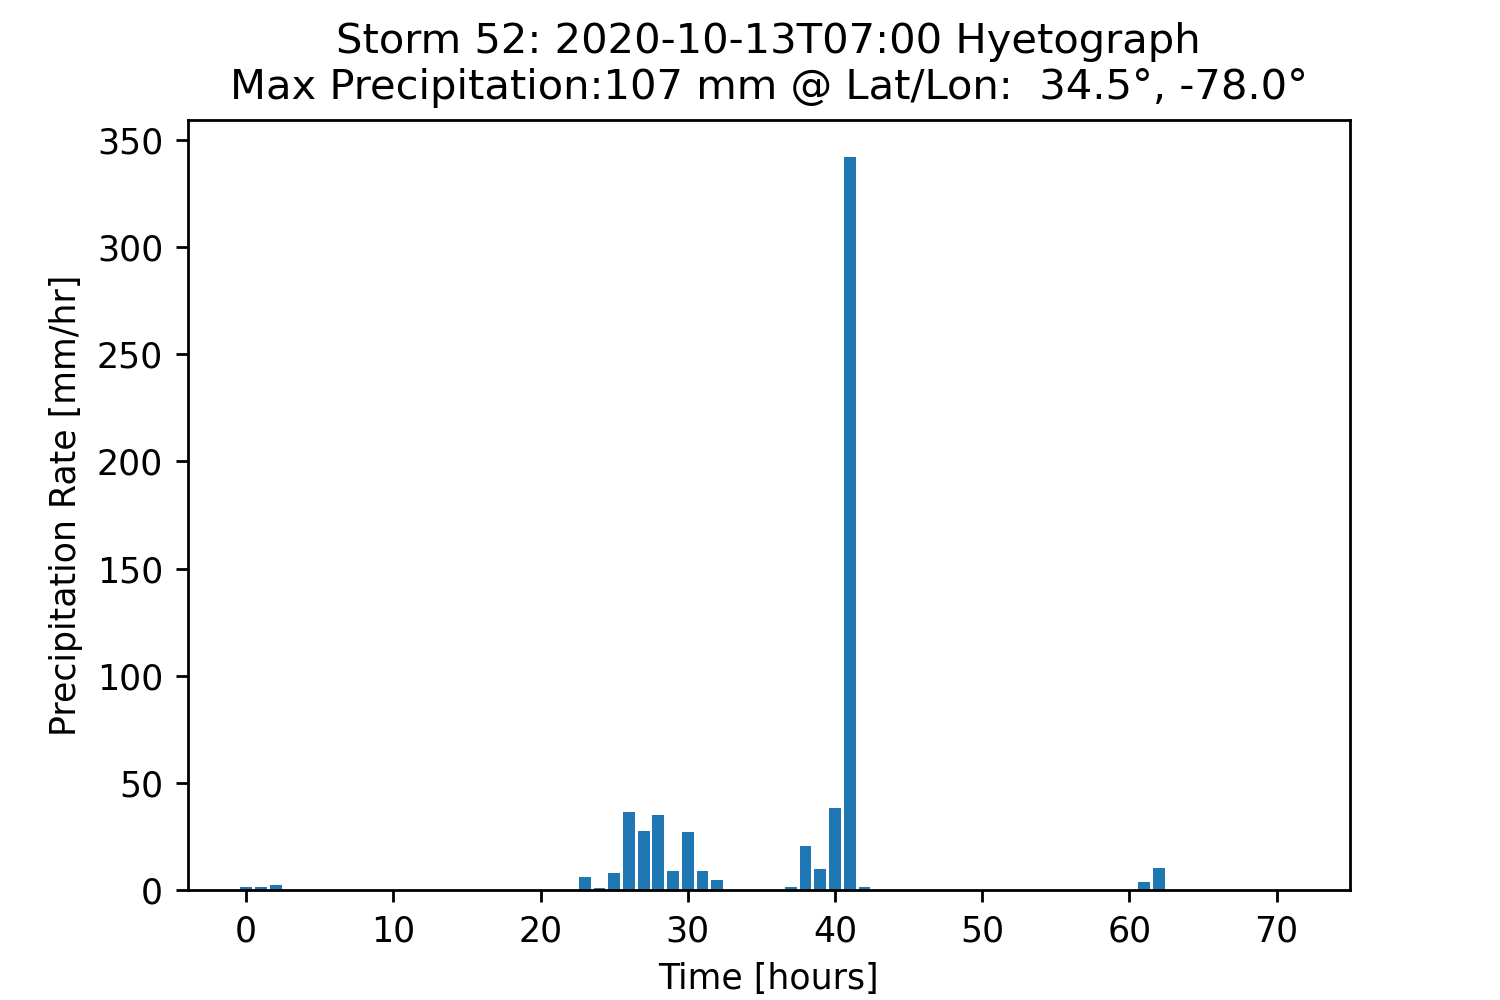 Storm 52: 2020-10-13T07:00 Hyetograph
Max Precipitation:107 mm @ Lat/Lon:  34.5°, -78.0°
350
300
250
200
150
100
50
0
Precipitation Rate [mm/hr]
0 10 20 30 40 50 60 70
Time [hours]